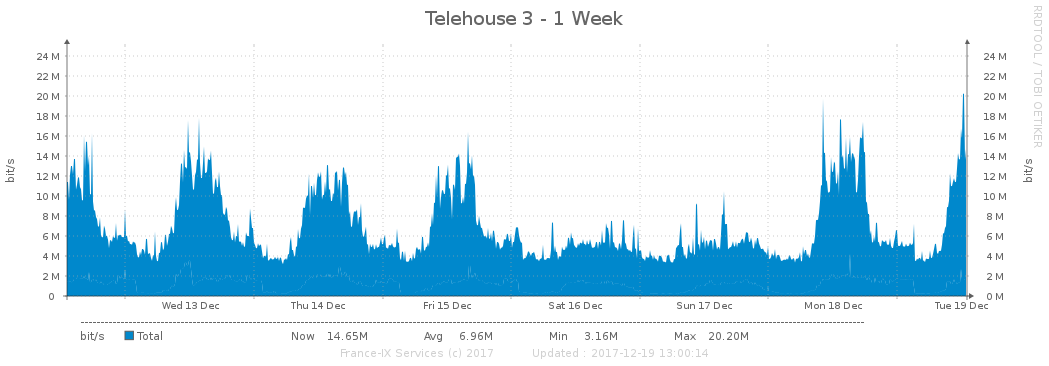 Telehouse 3 - 1 Week
RRDTOOL / TOBI OETIKER
24 M 24 M
22 M 22 M
20 M 20 M
18 M 18 M
16 M 16 M
14 M 14 M
12 M 12 M
10 M 10 M
8 M 8 M
6 M 6 M
4 M 4 M
2 M 2 M
0 0 M
bit/s
bit/s
Wed 13 Dec Thu 14 Dec Fri 15 Dec Sat 16 Dec Sun 17 Dec Mon 18 Dec Tue 19 Dec
bit/s Total Now 14.65M Avg 6.96M Min 3.16M Max 20.20M
France-IX Services (c) 2017 Updated : 2017-12-19 13:00:14